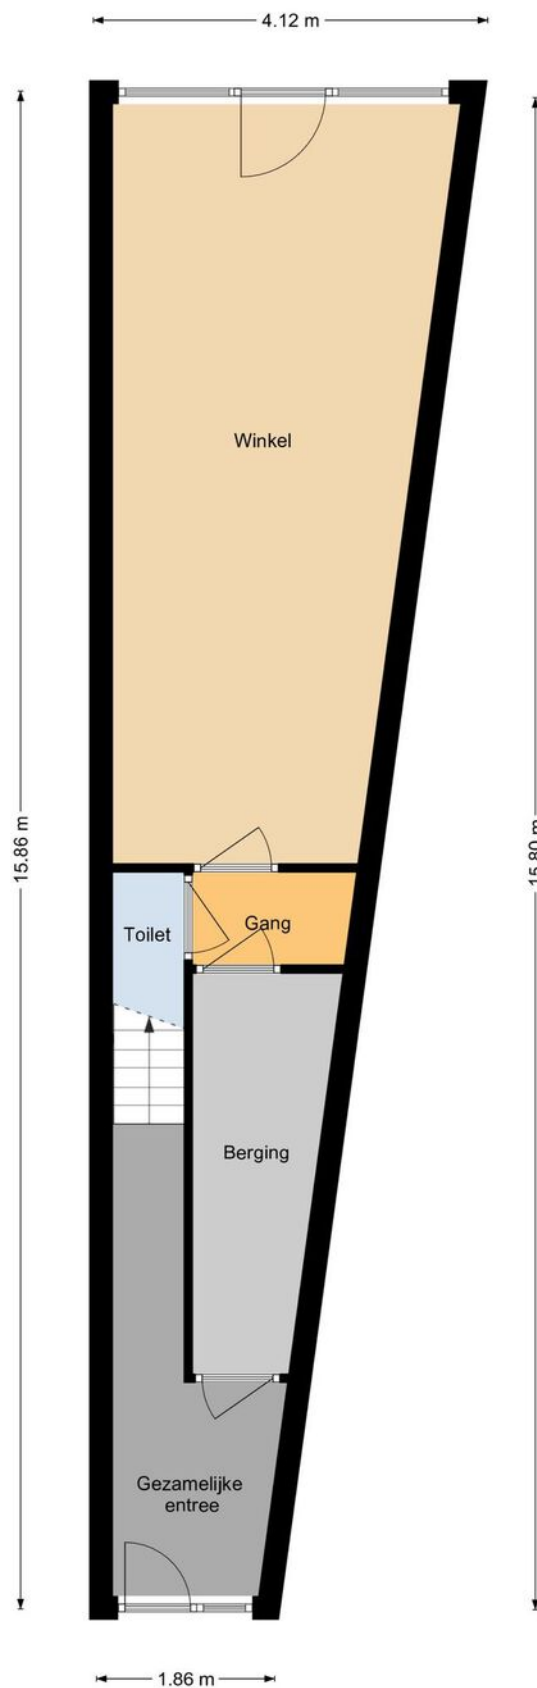 4.12 m
Winkel
15.86 m
15.80 m
Gang
Toilet
Berging
Gezamelijke
entree
1.86 m